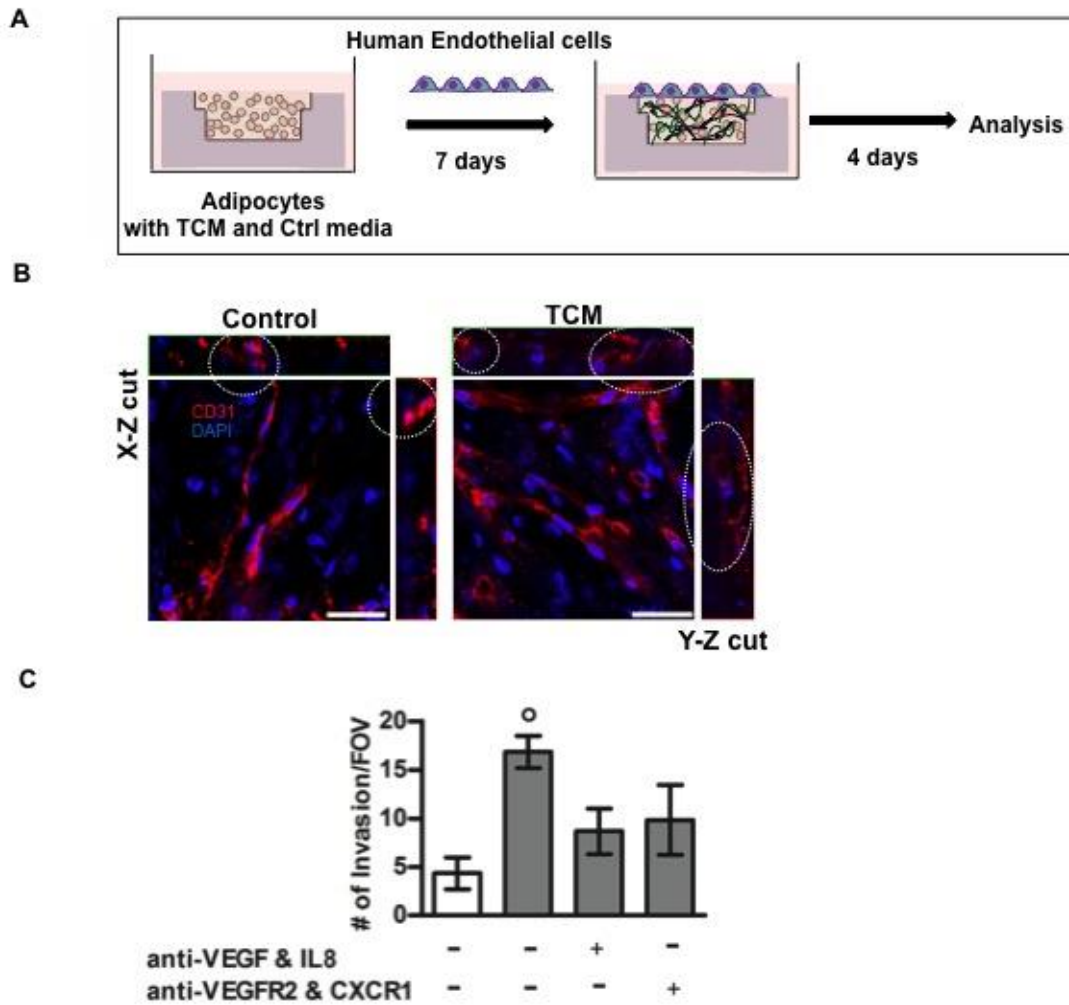 A
Human Endothelial cells
7 days
4 days
Analysis
Adipocytes
with TCM and Ctrl media
B
Control
TCM
X-Z cut
CD31
DAPI
Y-Z cut
C
# of Invasion/FOV
20
15
10
5
0
anti-VEGF & IL8 - - + -
anti-VEGFR2 & CXCR1 - - - +